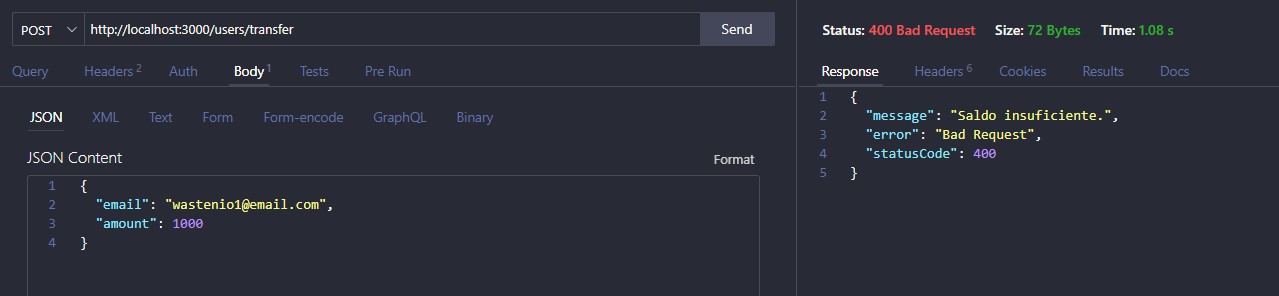 POST http://localhost:3000/users/transfer Send
Query Headers 2 Auth Body 1 Tests Pre Run
JSON XML Text Form Form-encode GraphQL Binary
JSON Content Format
1 {
2 "email": "wastenio1@email.com",
3 "amount": 1000
4 }
Status: 400 Bad Request Size: 72 Bytes Time: 1.08 s
Response Headers 6 Cookies Results Docs
1 {
2 "message": "Saldo insuficiente.",
3 "error": "Bad Request",
4 "statusCode": 400
5 }